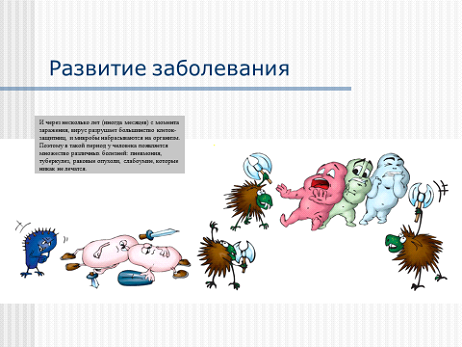 Развитие заболевания
И через несколько лет (иногда месяцев) с момента
заражения, вирус разрушает большинство клеток-
защитниц, и микробы набрасываются на организм.
Поэтому в такой период у человека появляется
множество различных болезней: пневмония,
туберкулез, раковые опухоли, слабоумие, которые
никак не лечатся.